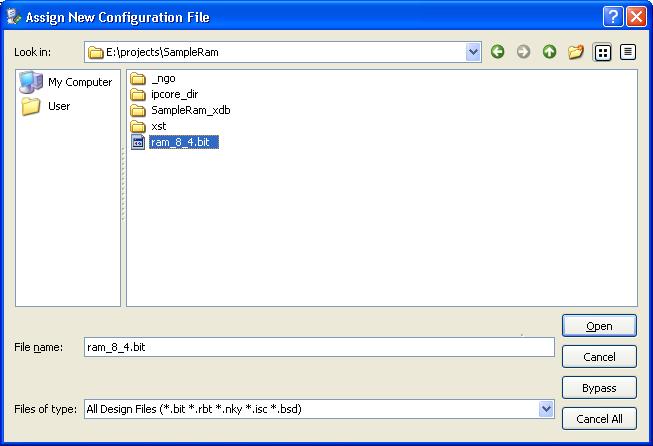 Assign New Configuration File
Look in: E:\projects\SampleRam
My Computer
User
_ngo
ipcore_dir
SampleRam_xdb
xst
ram_8_4.bit
Open
File name: ram_8_4.bit
Cancel
Bypass
Files of type: All Design Files (*.bit *.rbt *.nky *.isc *.bsd)
Cancel All